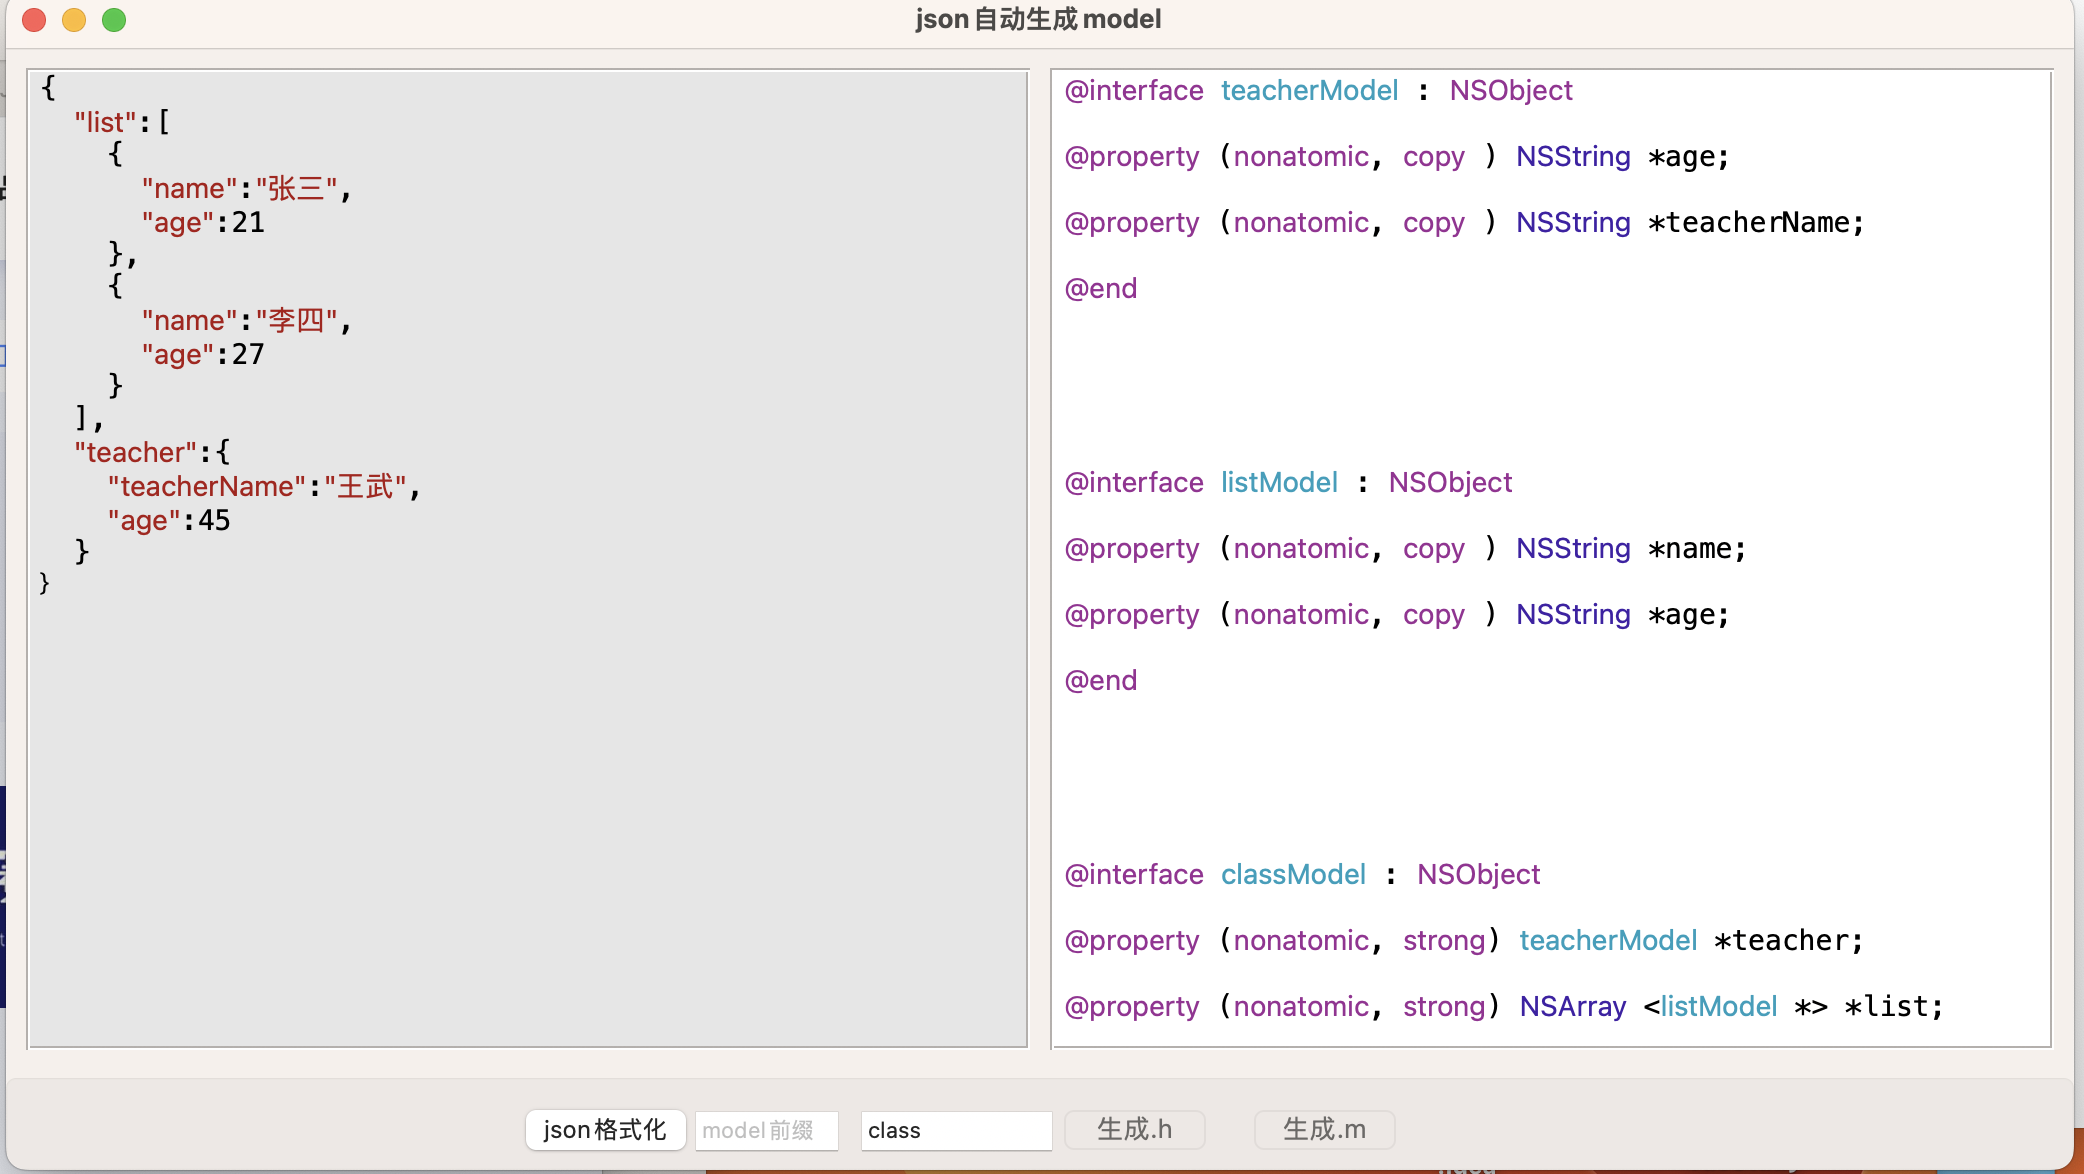 json自动生成model
{
"list":[
{
"name":"张三",
"age":21
},
{
"name":"李四",
"age":27
}
],
"teacher":{
"teacherName":"王武",
"age":45
}
}
@interface teacherModel : NSObject
@property (nonatomic, copy ) NSString *age;
@property (nonatomic, copy ) NSString *teacherName;
@end
@interface listModel : NSObject
@property (nonatomic, copy ) NSString *name;
@property (nonatomic, copy ) NSString *age;
@end
@interface classModel : NSObject
@property (nonatomic, strong) teacherModel *teacher;
@property (nonatomic, strong) NSArray <listModel *> *list;
json格式化
model前缀
class
生成.h
生成.m